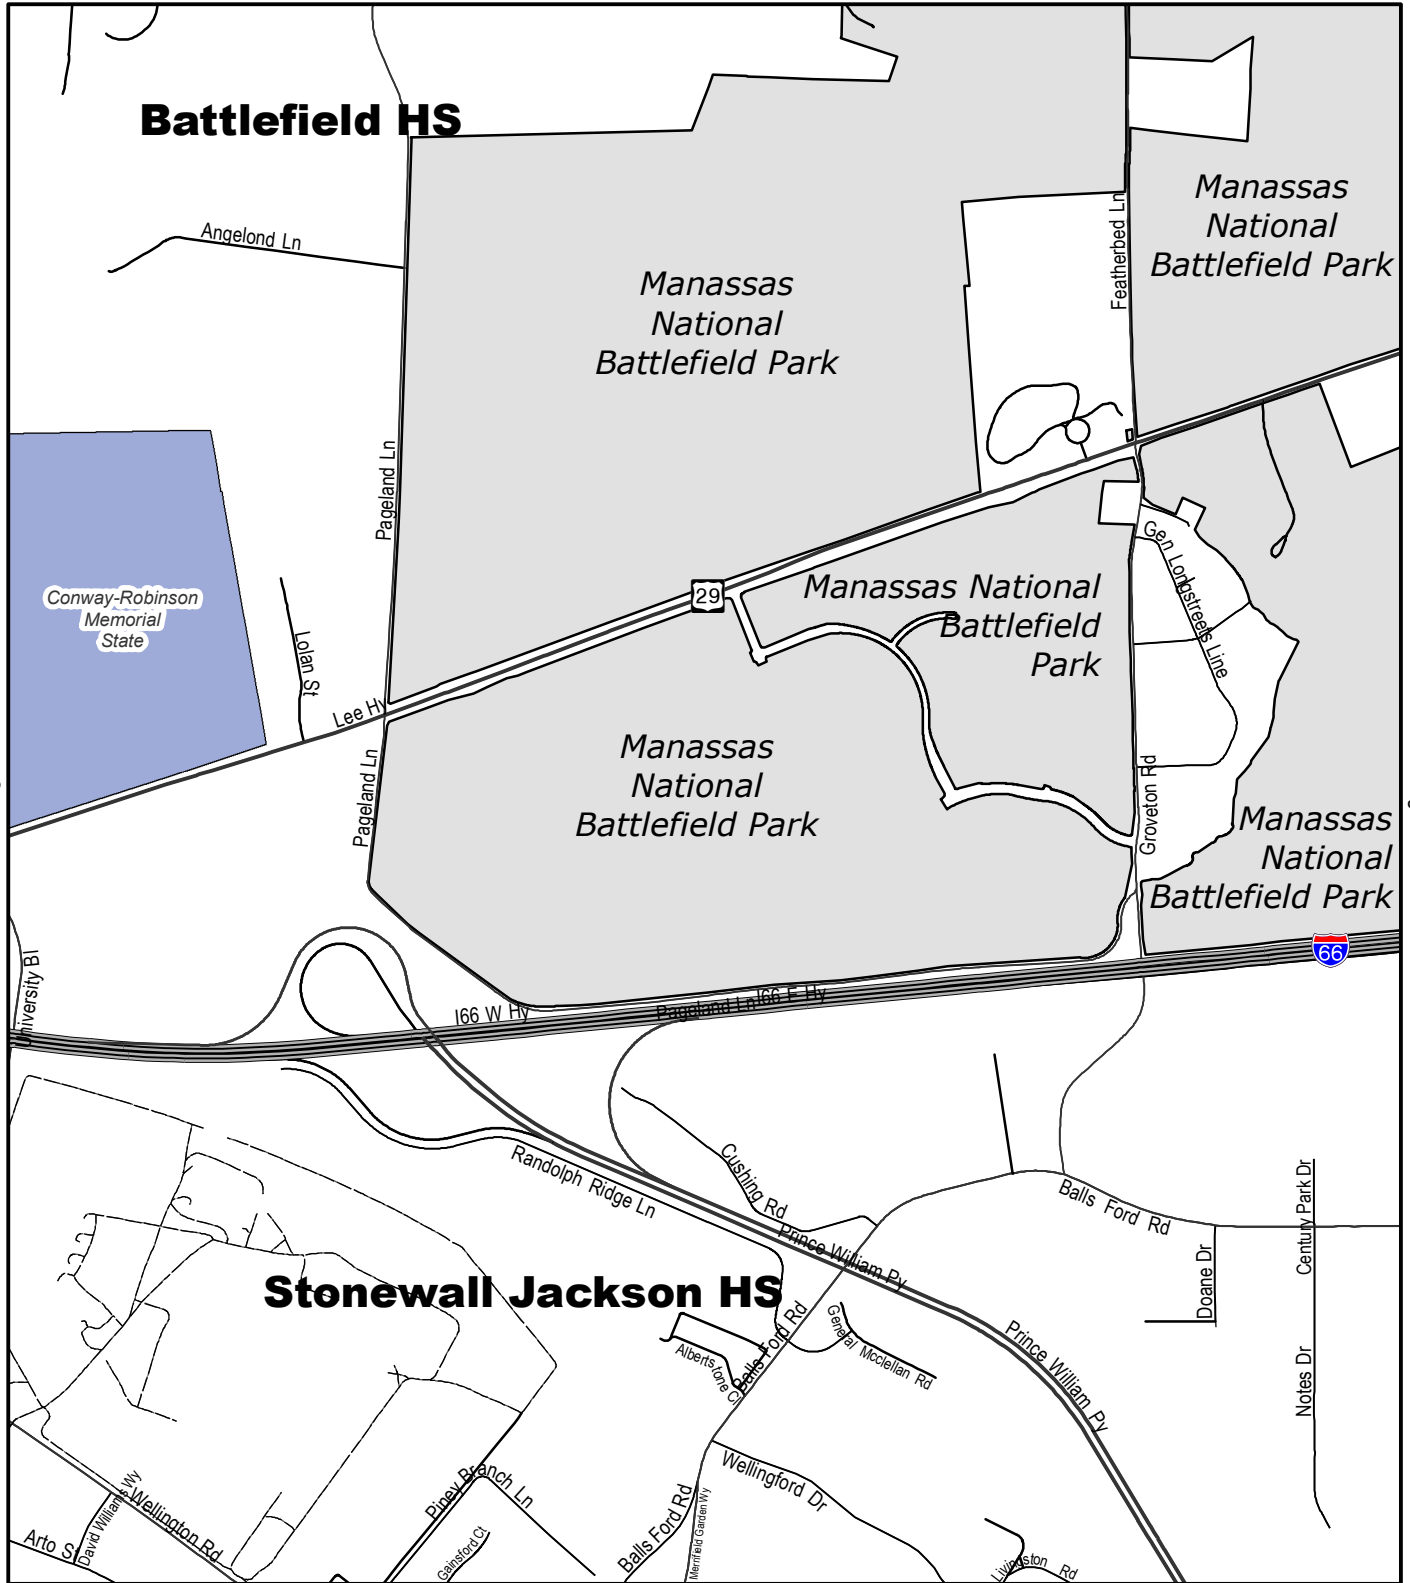 Battlefield HS
Manassas
National
Battlefield Park
Angelond Ln
Featherbed Ln
Manassas
National
Battlefield Park
Pageland Ln
Conway-Robinson
Memorial
State
29
Manassas National
Battlefield
Park
Gen Longstreets Line
Lolan St
Lee Hy
Pageland Ln
Manassas
National
Battlefield Park
Groveton Rd
Manassas
National
Battlefield Park
University Bl
66
I66 W Hy
Pageland Ln
I66 E Hy
Randolph Ridge Ln
Cushing Rd
Balls Ford Rd
Century Park Dr
Prince William Py
Doane Dr
Stonewall Jackson HS
Balls Ford Rd
General Mcclellan Rd
Albertstone Ct
Prince William Py
Notes Dr
Wellingford Dr
Piney Branch Ln
David Williams Wy
Wellington Rd
Arto St
Gainsford Ct
Balls Ford Rd
Merrifield Garden Wy
Livingston Rd